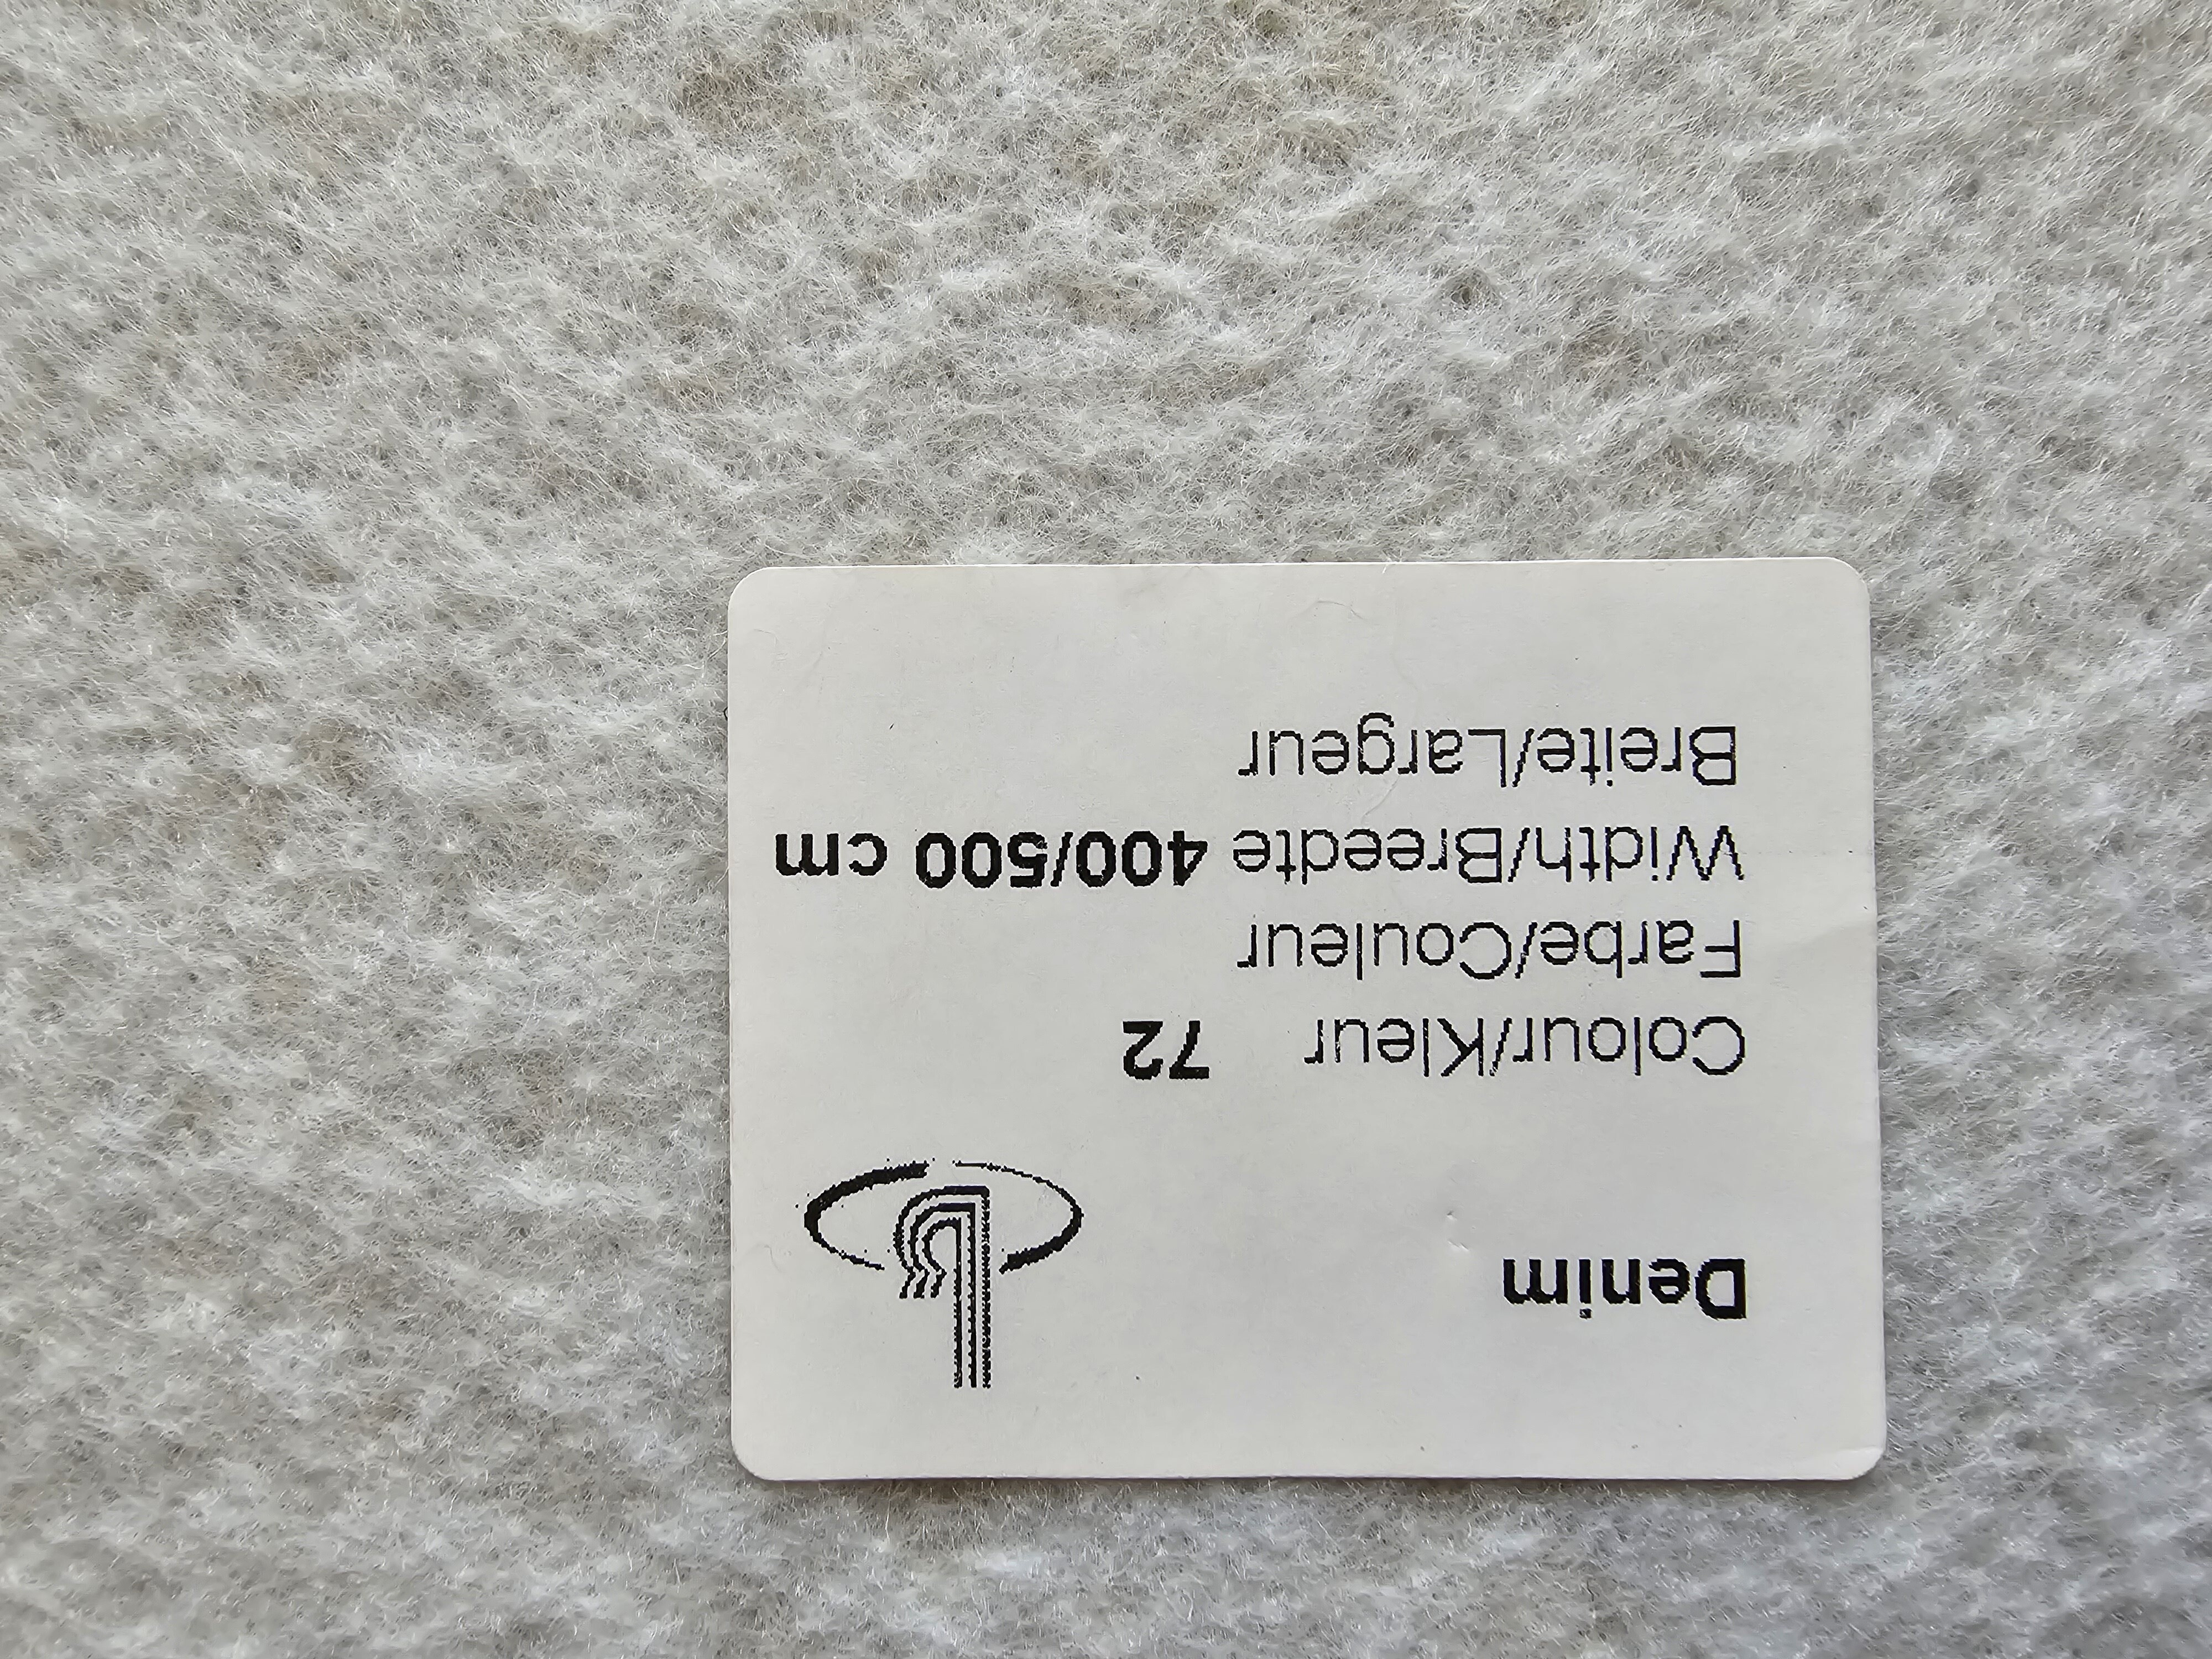 Denim
Colour/Kleur 72
Farbe/Couleur
Width/Breedte 400/500 cm
Breite/Largeur